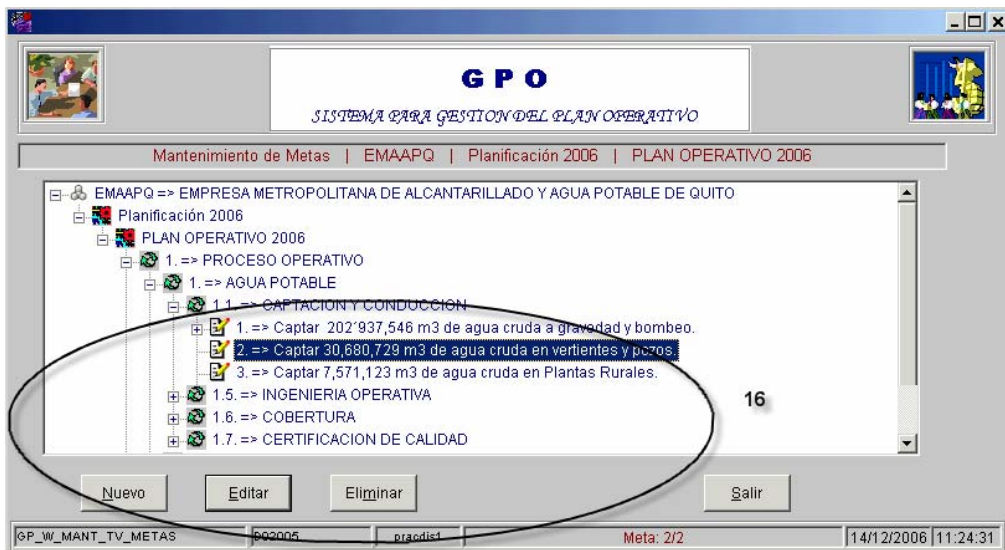 G P O
SISTEMA PARA GESTION DEL PLAN OPERATIVO
Mantenimiento de Metas | EMAAPQ | Planificación 2006 | PLAN OPERATIVO 2006
EMAAPQ => EMPRESA METROPOLITANA DE ALCANTARILLADO Y AGUA POTABLE DE QUITO
Planificación 2006
PLAN OPERATIVO 2006
1. => PROCESO OPERATIVO
1. => AGUA POTABLE
1.1. => CAPTACION Y CONDUCCION
1. => Captar 202´937,546 m3 de agua cruda a gravedad y bombeo.
2. => Captar 30,680,729 m3 de agua cruda en vertientes y pozos.
3. => Captar 7,571,123 m3 de agua cruda en Plantas Rurales.
1.5. => INGENIERIA OPERATIVA
16
1.6. => COBERTURA
1.7. => CERTIFICACION DE CALIDAD
Nuevo Editar Eliminar Salir
GP_W_MANT_TV_METAS D02005 pracdis1 Meta: 2/2 14/12/2006 11:24:31